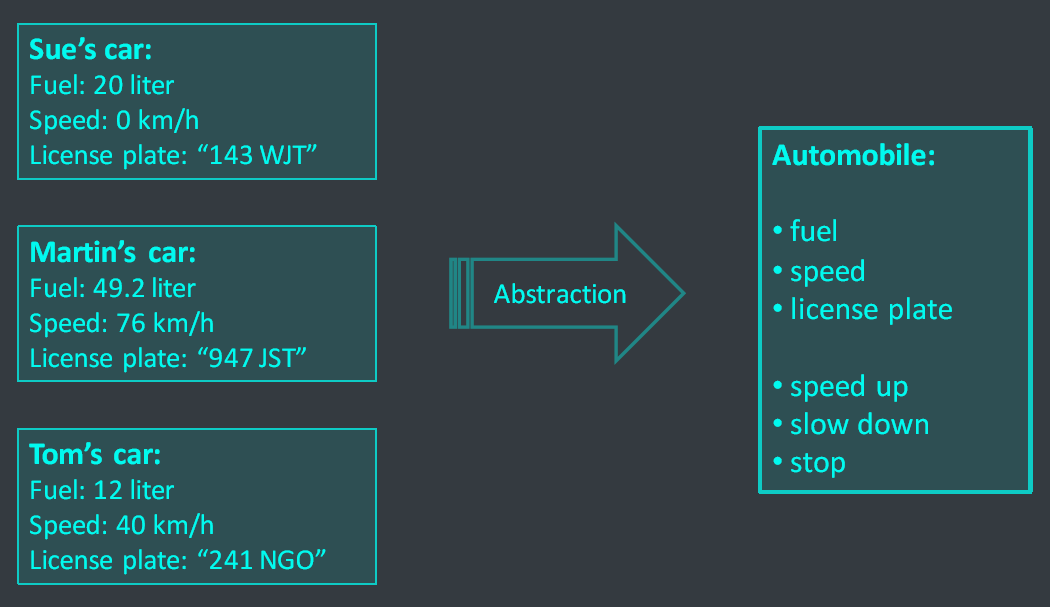 Sue’s car:
Fuel: 20 liter
Speed: 0 km/h
License plate: “143 WJT”
Martin’s car:
Fuel: 49.2 liter
Speed: 76 km/h
License plate: “947 JST”
Tom’s car:
Fuel: 12 liter
Speed: 40 km/h
License plate: “241 NGO”
Abstraction
Automobile:
• fuel
• speed
• license plate
• speed up
• slow down
• stop